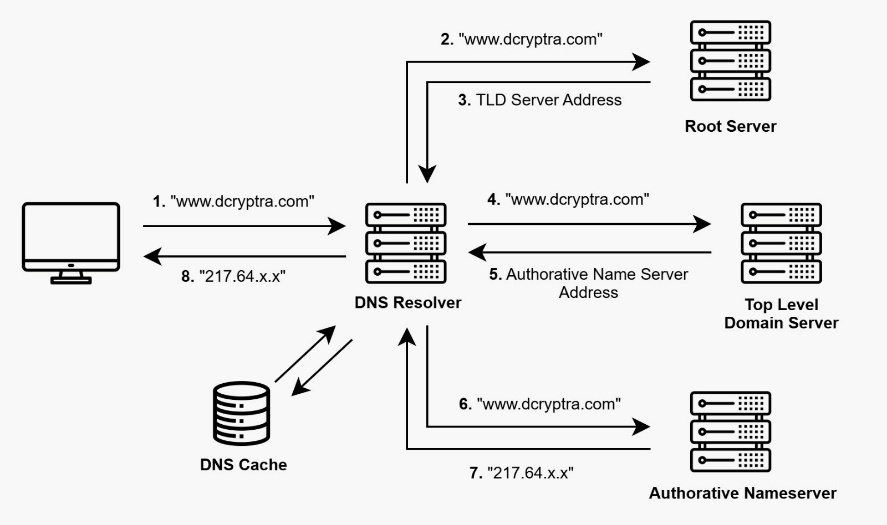 2. "www.dcryptra.com"
3. TLD Server Address
Root Server
1. "www.dcryptra.com"
8. "217.64.x.x"
DNS Resolver
4. "www.dcryptra.com"
5. Authorative Name Server
Address
Top Level
Domain Server
DNS Cache
6. "www.dcryptra.com"
7. "217.64.x.x"
Authorative Nameserver